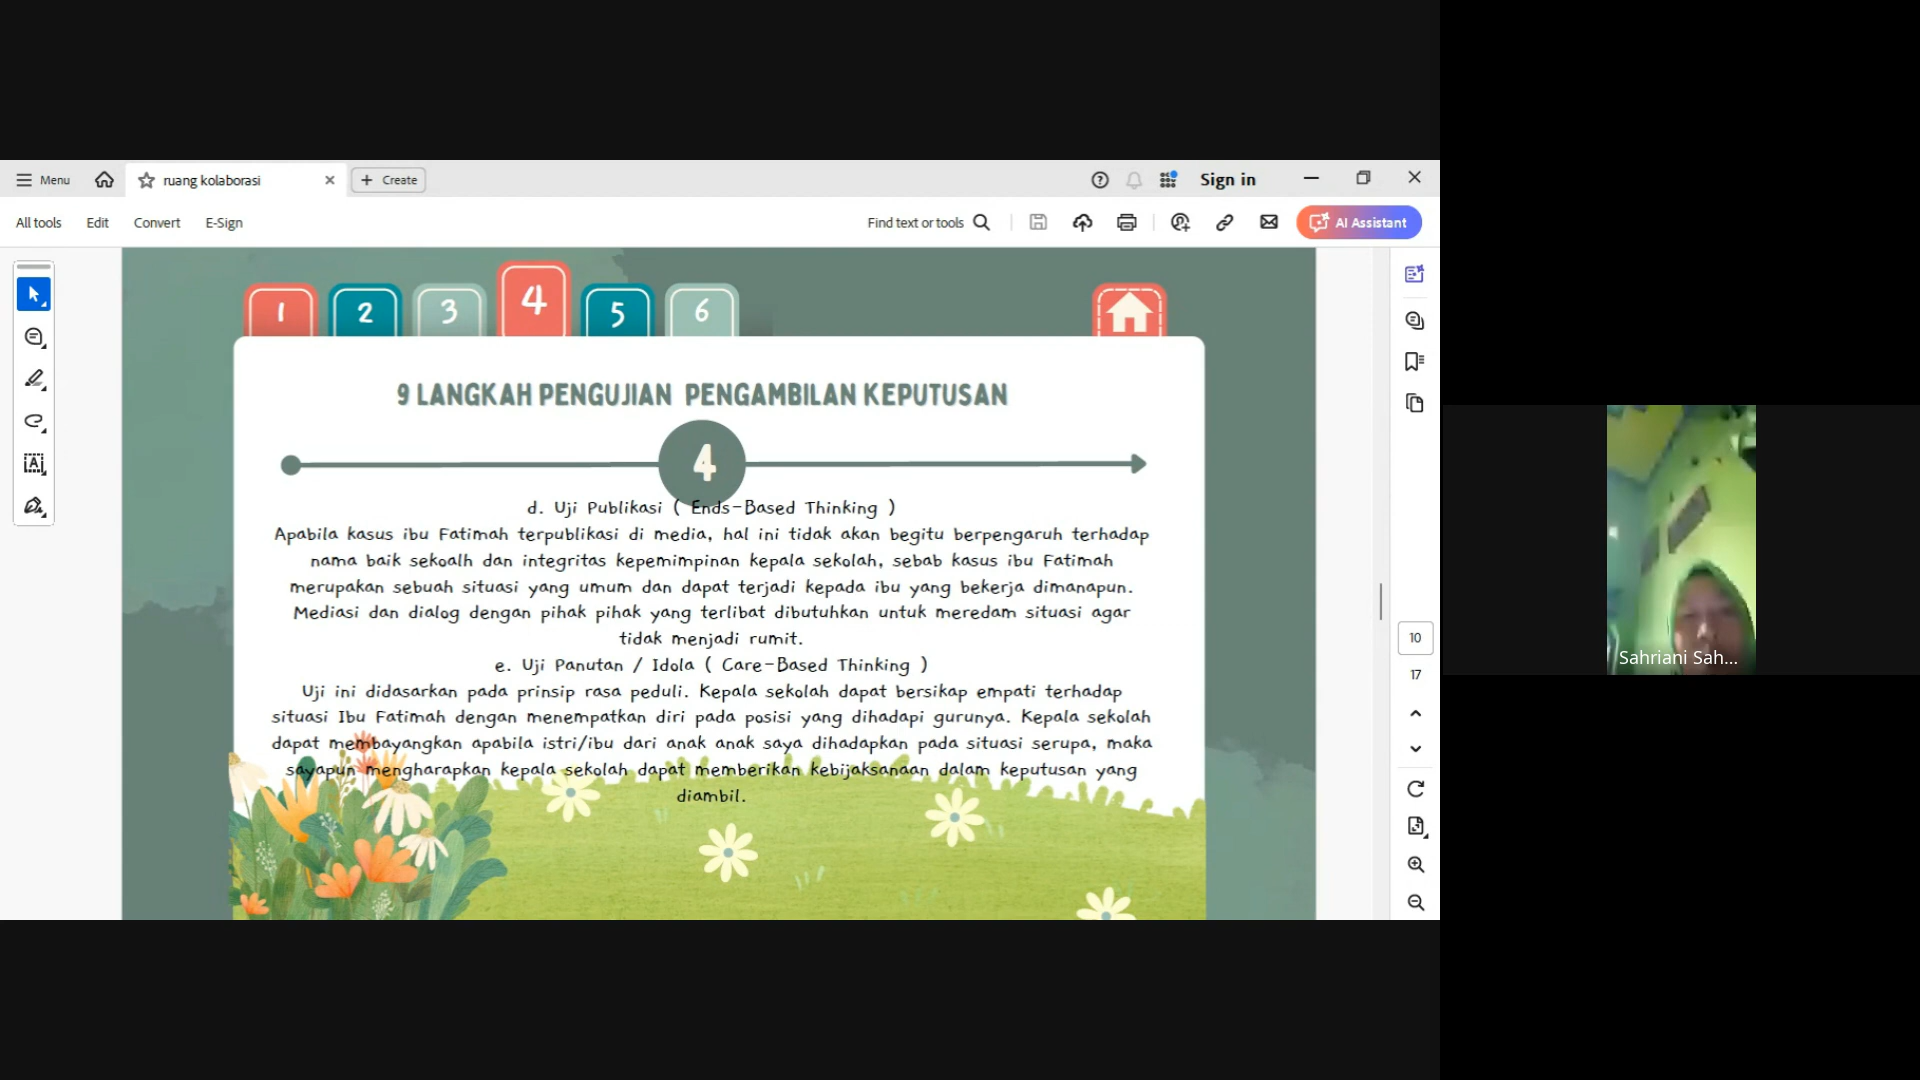 Menu
ruang kolaborasi
Create
Sign in
All tools
Edit
Convert
E-Sign
Find text or tools
AI Assistant
1
2
3
4
5
6
9 LANGKAH PENGUJIAN PENGAMBILAN KEPUTUSAN
4
d. Uji Publikasi ( Ends-Based Thinking )
Apabila kasus ibu Fatimah terpublikasi di media, hal ini tidak akan begitu berpengaruh terhadap
nama baik sekoalh dan integritas kepemimpinan kepala sekolah, sebab kasus ibu Fatimah
merupakan sebuah situasi yang umum dan dapat terjadi kepada ibu yang bekerja dimanapun.
Mediasi dan dialog dengan pihak pihak yang terlibat dibutuhkan untuk meredam situasi agar
tidak menjadi rumit.
e. Uji Panutan / Idola ( Care-Based Thinking )
Uji ini didasarkan pada prinsip rasa peduli. Kepala sekolah dapat bersikap empati terhadap
situasi Ibu Fatimah dengan menempatkan diri pada posisi yang dihadapi gurunya. Kepala sekolah
dapat membayangkan apabila istri/ibu dari anak anak saya dihadapkan pada situasi serupa, maka
sayapun mengharapkan kepala sekolah dapat memberikan kebijaksanaan dalam keputusan yang
diambil.
10
17
Sahriani Sah...